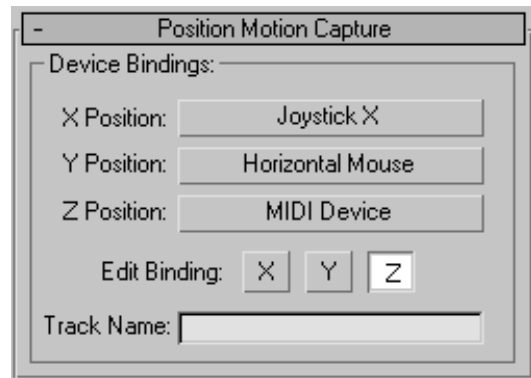 - Position Motion Capture
Device Bindings:
X Position: Joystick X
Y Position: Horizontal Mouse
Z Position: MIDI Device
Edit Binding: X Y Z
Track Name: